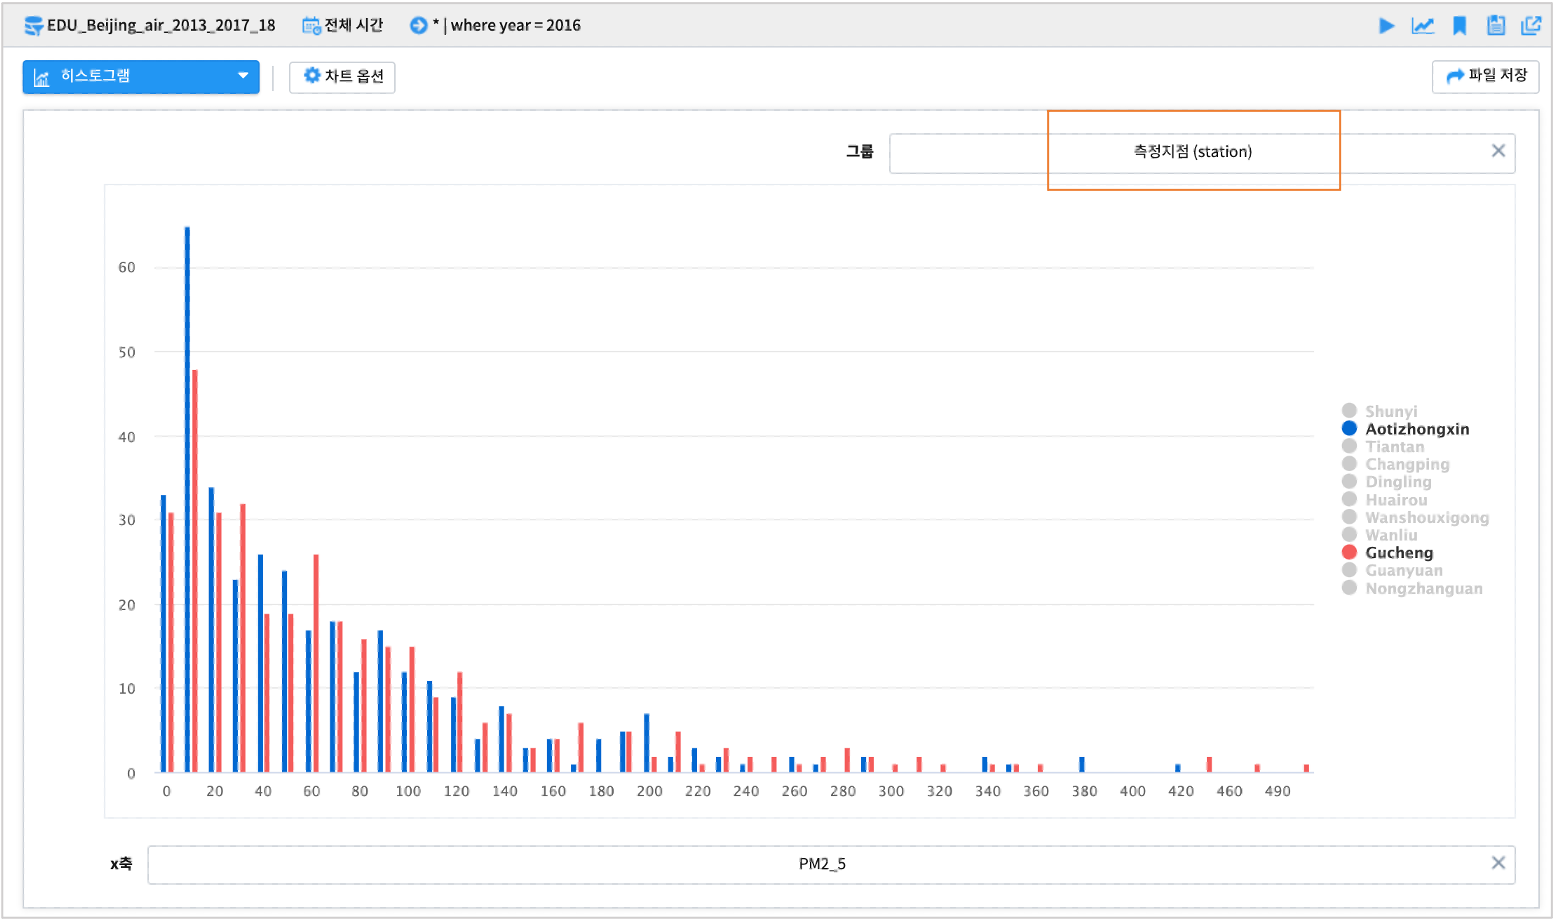 EDU_Beijing_air_2013_2017_18 전체 시간 * | where year = 2016
히스토그램 차트 옵션 파일 저장
그룹 측정지점 (station)
60
50
40
30
20
10
0
0 20 40 60 80 100 120 140 160 180 200 220 240 260 280 300 320 340 360 380 400 420 460 490
Shunyi
Aotizhongxin
Tiantan
Changping
Dingling
Huairou
Wanshouxigong
Wanliu
Gucheng
Guanyuan
Nongzhanguan
x축 PM2_5